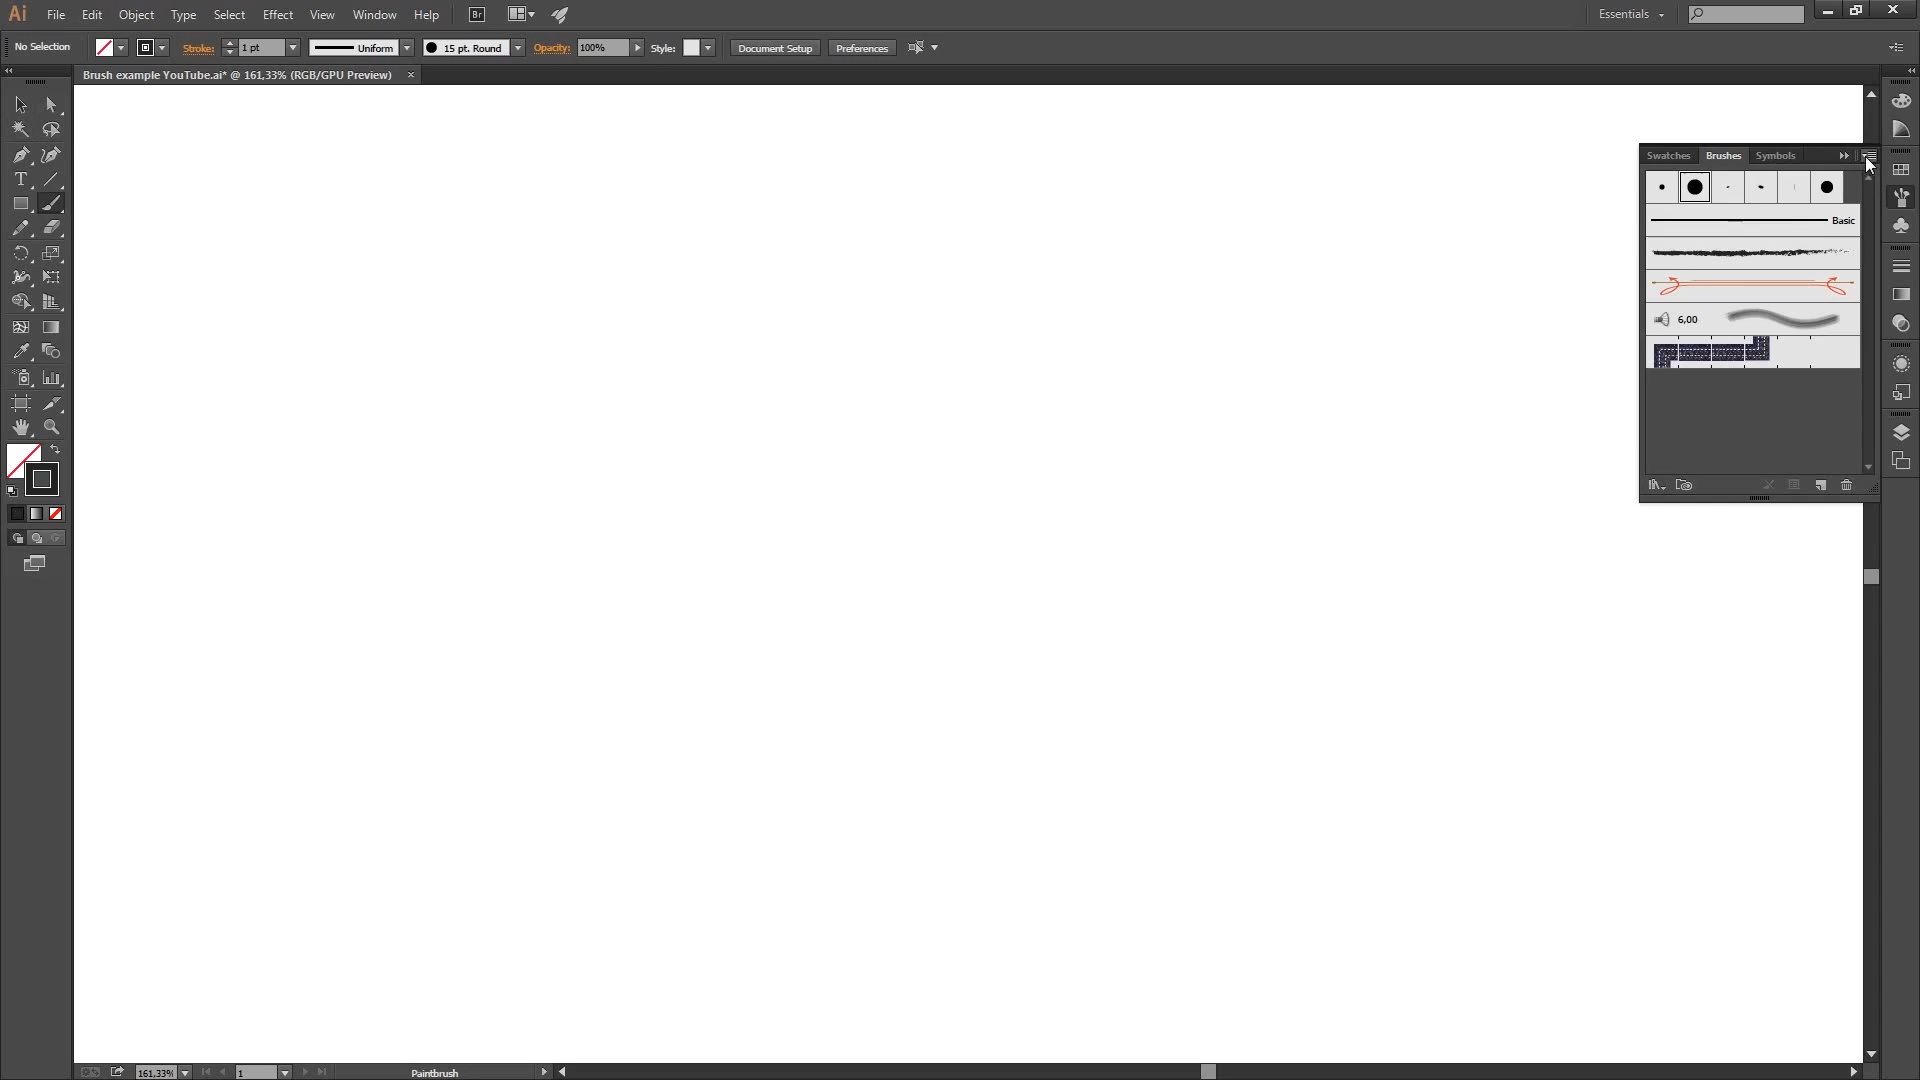 Ai File Edit Object Type Select Effect View Window Help Br Essentials
No Selection Stroke: 1 pt Uniform 15 pt. Round Opacity: 100% Style: Document Setup Preferences
Brush example YouTube.ai* @ 161,33% (RGB/GPU Preview)
Swatches Brushes Symbols
Basic
6,00
161,33% 1 Paintbrush